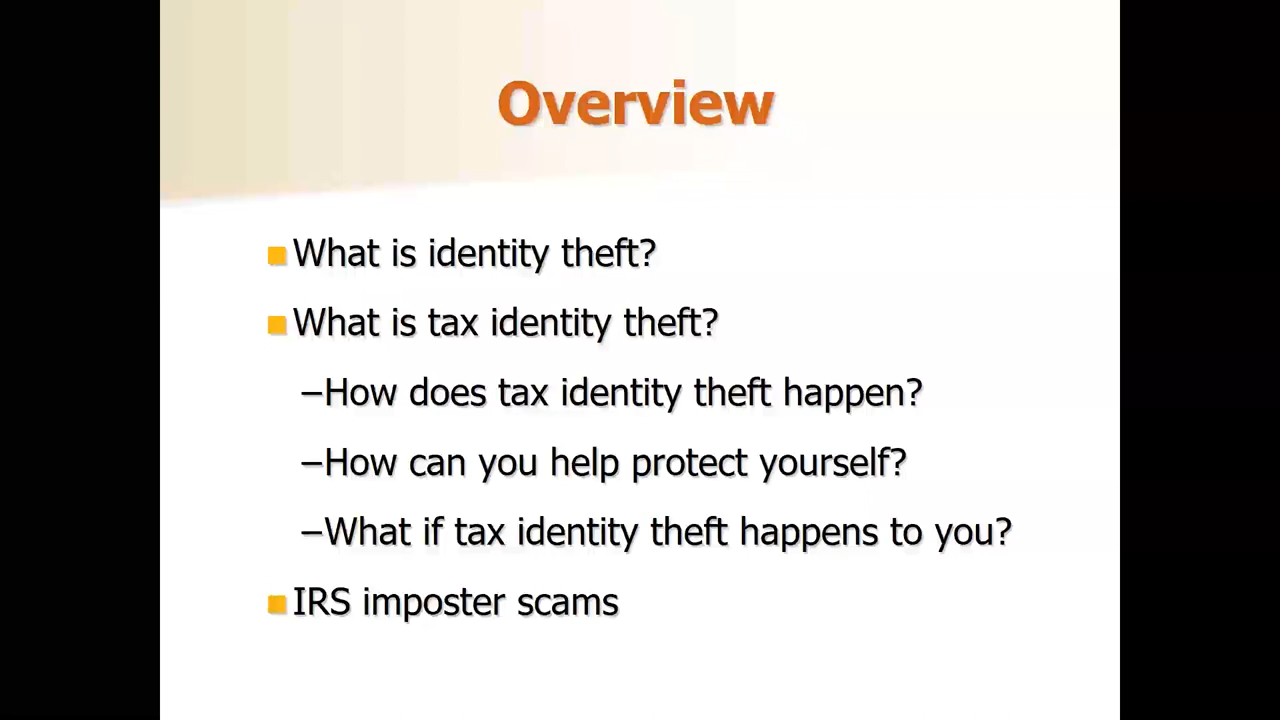 Overview
What is identity theft?
What is tax identity theft?
–How does tax identity theft happen?
–How can you help protect yourself?
–What if tax identity theft happens to you?
IRS imposter scams